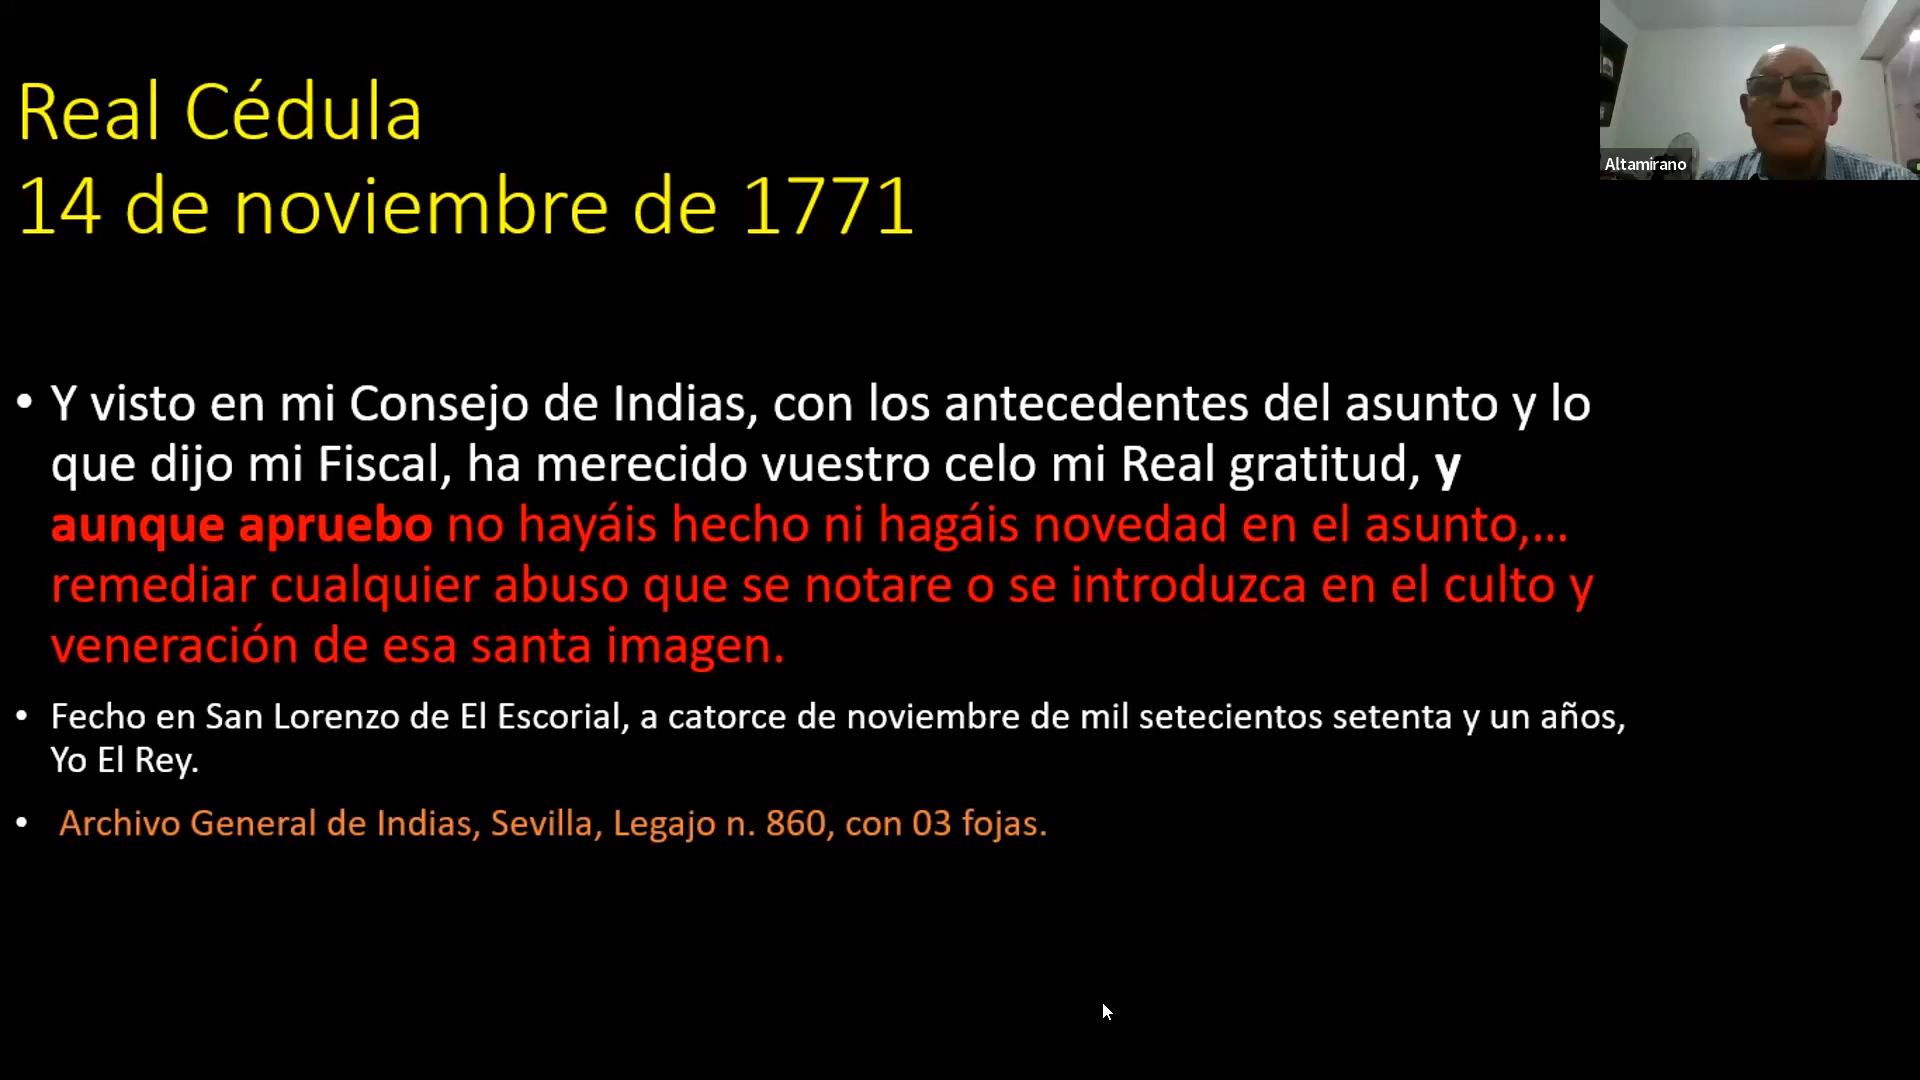 Real Cédula
14 de noviembre de 1771
Altamirano
• Y visto en mi Consejo de Indias, con los antecedentes del asunto y lo
que dijo mi Fiscal, ha merecido vuestro celo mi Real gratitud, y
aunque apruebo no hayáis hecho ni hagáis novedad en el asunto,...
remediar cualquier abuso que se notare o se introduzca en el culto y
veneración de esa santa imagen.
• Fecho en San Lorenzo de El Escorial, a catorce de noviembre de mil setecientos setenta y un años,
Yo El Rey.
• Archivo General de Indias, Sevilla, Legajo n. 860, con 03 fojas.